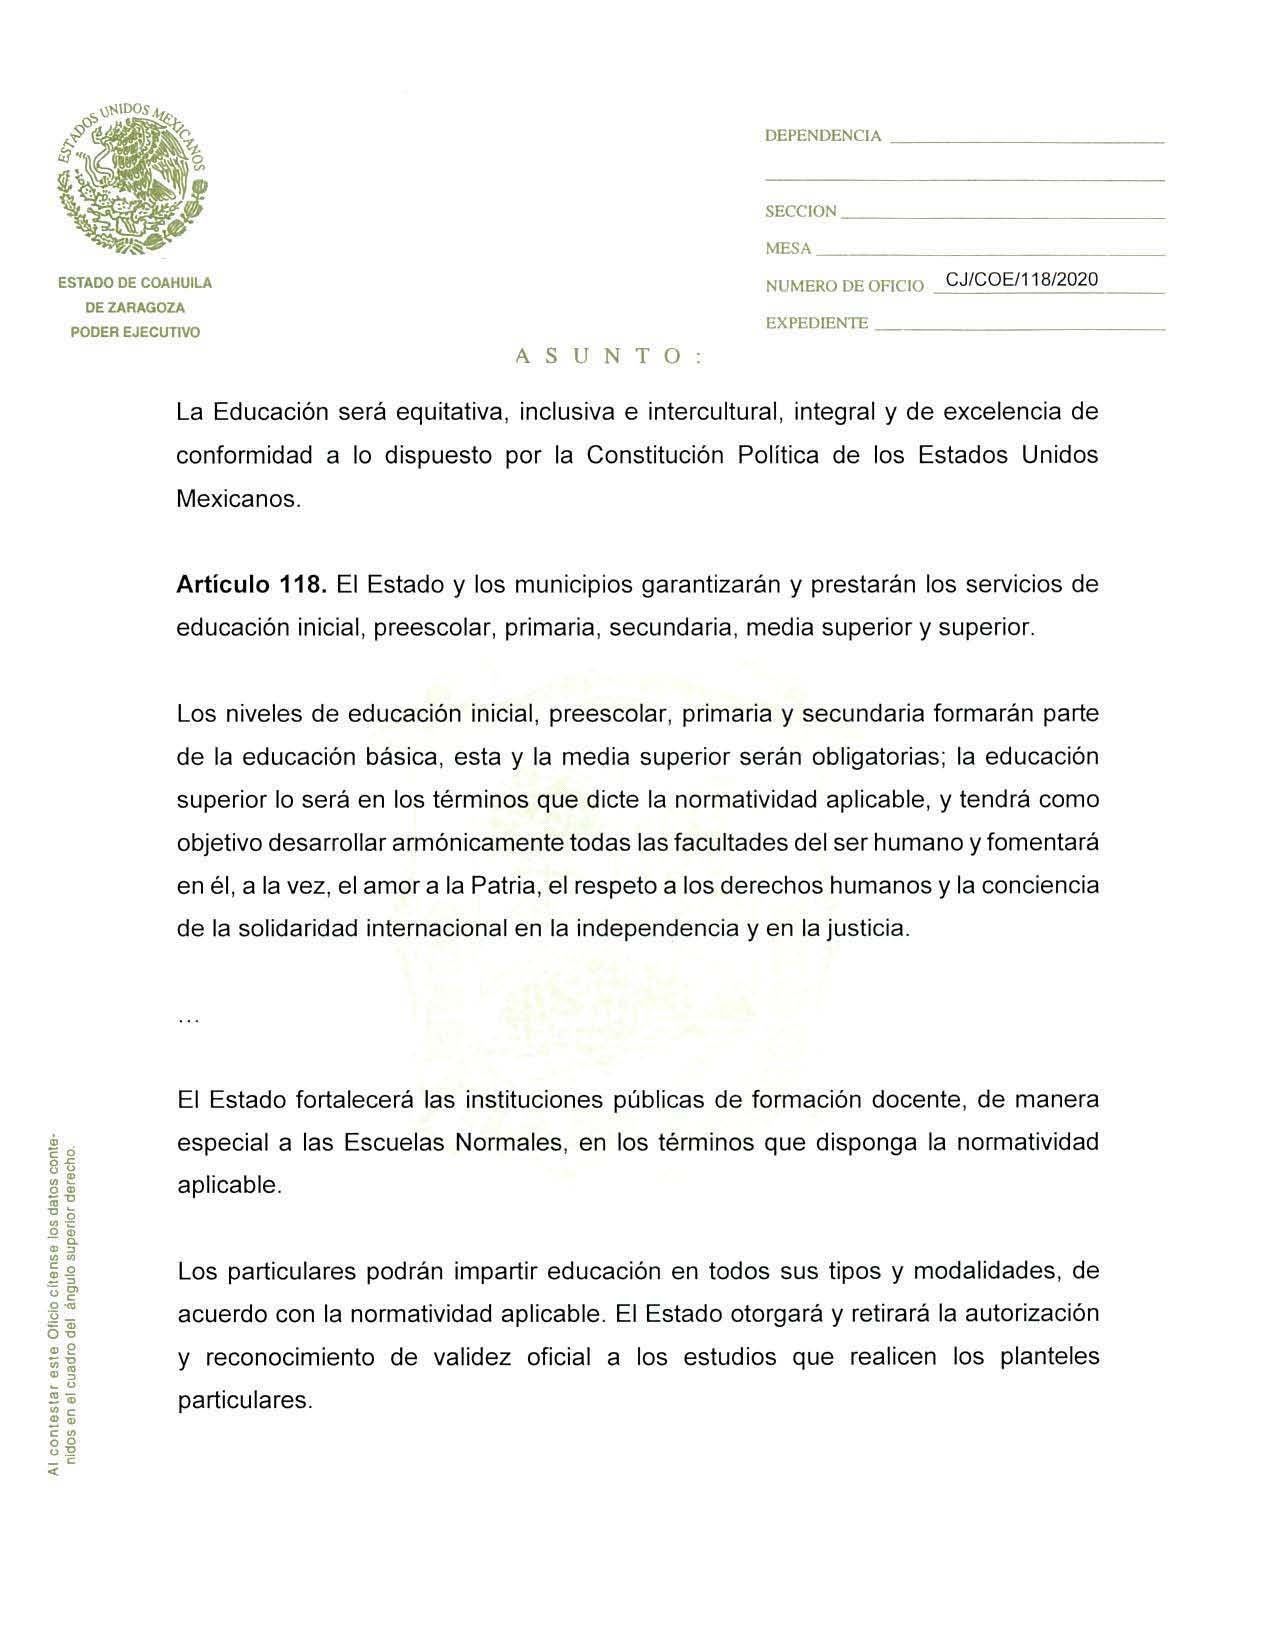 ESTADOS UNIDOS MEXICANOS
ESTADO DE COAHUILA
DE ZARAGOZA
PODER EJECUTIVO
DEPENDENCIA
SECCION
MESA
NUMERO DE OFICIO CJ/COE/118/2020
EXPEDIENTE
A S U N T O :
La Educación será equitativa, inclusiva e intercultural, integral y de excelencia de
conformidad a lo dispuesto por la Constitución Política de los Estados Unidos
Mexicanos.
Artículo 118. El Estado y los municipios garantizarán y prestarán los servicios de
educación inicial, preescolar, primaria, secundaria, media superior y superior.
Los niveles de educación inicial, preescolar, primaria y secundaria formarán parte
de la educación básica, esta y la media superior serán obligatorias; la educación
superior lo será en los términos que dicte la normatividad aplicable, y tendrá como
objetivo desarrollar armónicamente todas las facultades del ser humano y fomentará
en él, a la vez, el amor a la Patria, el respeto a los derechos humanos y la conciencia
de la solidaridad internacional en la independencia y en la justicia.
...
El Estado fortalecerá las instituciones públicas de formación docente, de manera
especial a las Escuelas Normales, en los términos que disponga la normatividad
aplicable.
Los particulares podrán impartir educación en todos sus tipos y modalidades, de
acuerdo con la normatividad aplicable. El Estado otorgará y retirará la autorización
y reconocimiento de validez oficial a los estudios que realicen los planteles
particulares.
Al contestar este Oficio cítense los datos conte-
nidos en el cuadro del ángulo superior derecho.